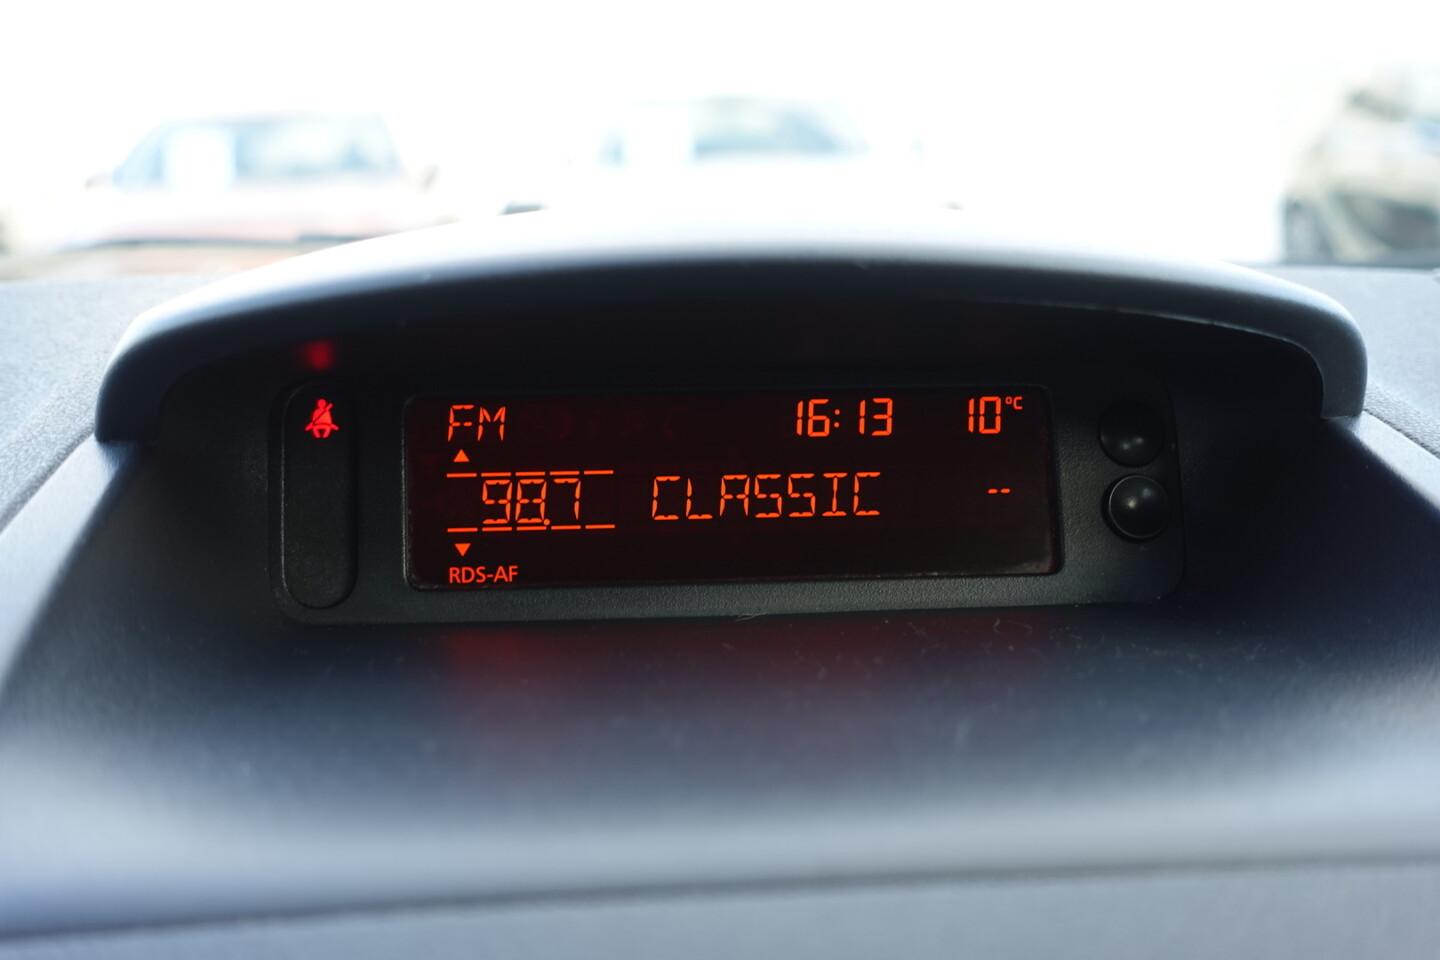 FM 16:13 10°C
98.7 CLASSIC --
RDS-AF